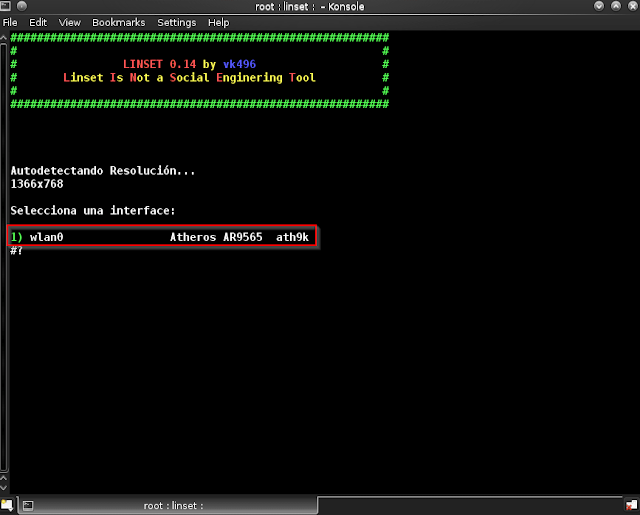 root : linset : – Konsole
File Edit View Bookmarks Settings Help
#########################################################
# #
# LINSET 0.14 by vk496 #
# Linset Is Not a Social Enginering Tool #
# #
#########################################################
Autodetectando Resolución...
1366x768
Selecciona una interface:
1) wlan0 Atheros AR9565 ath9k
#?
root : linset :